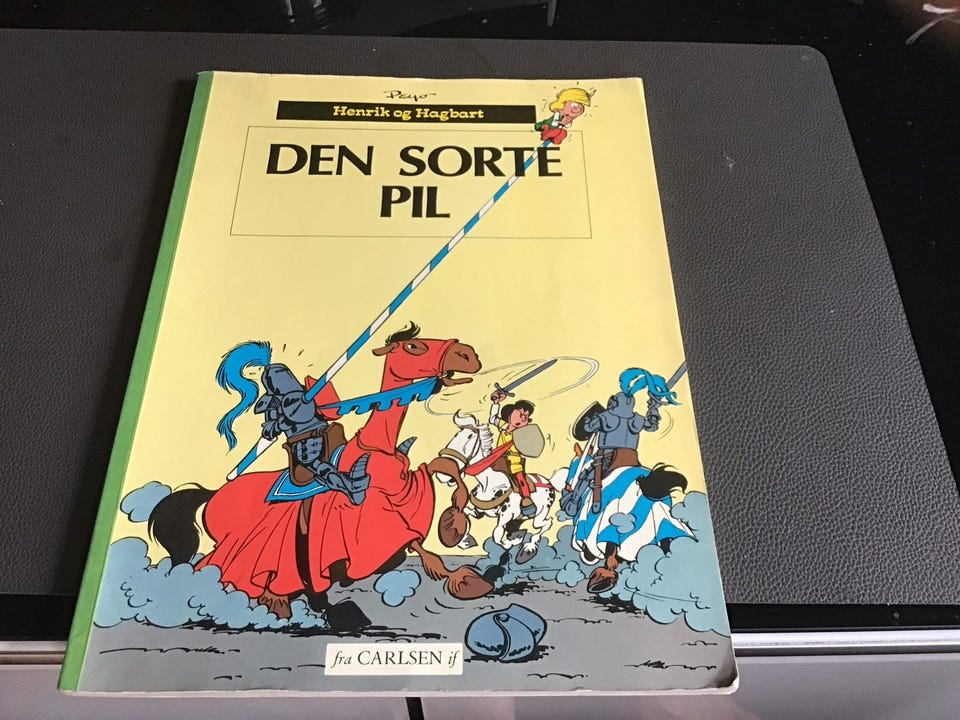 Peyo
Henrik og Hagbart
DEN SORTE
PIL
fra CARLSEN if